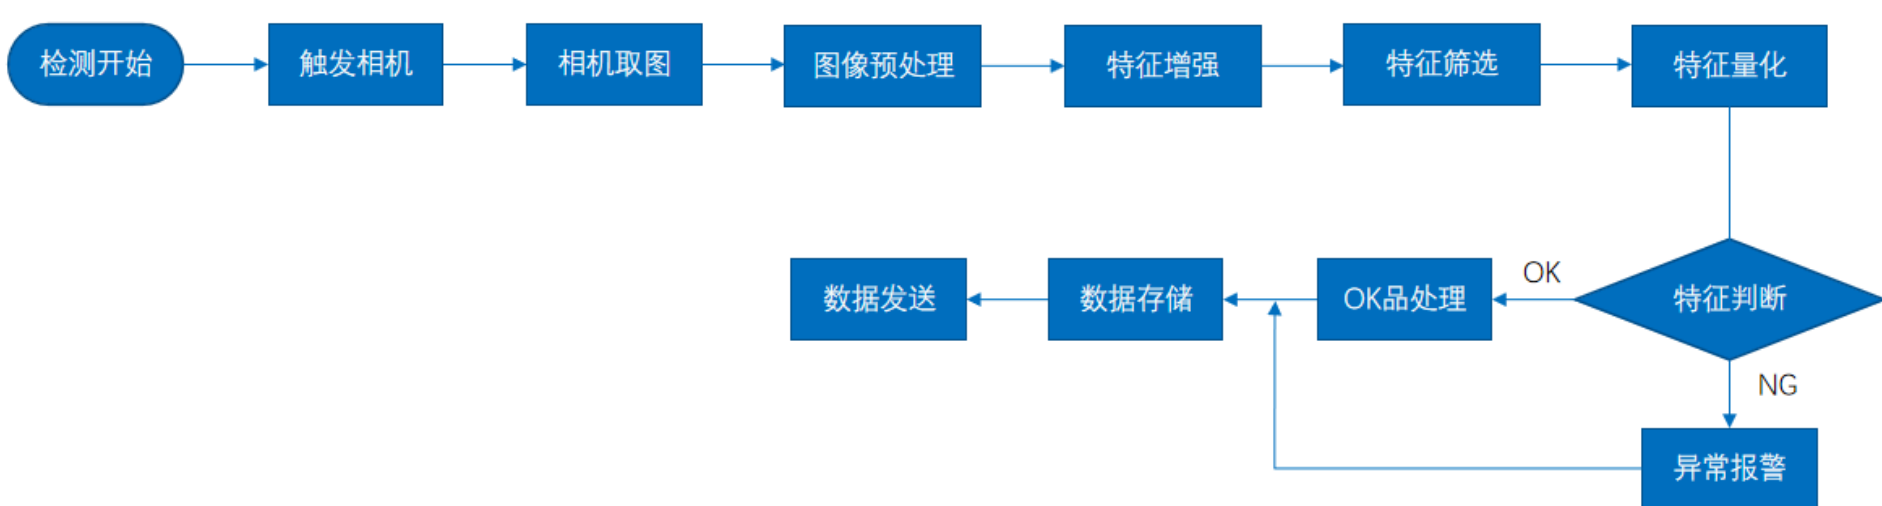 检测开始
触发相机
相机取图
图像预处理
特征增强
特征筛选
特征量化
特征判断
OK
OK品处理
数据存储
数据发送
NG
异常报警